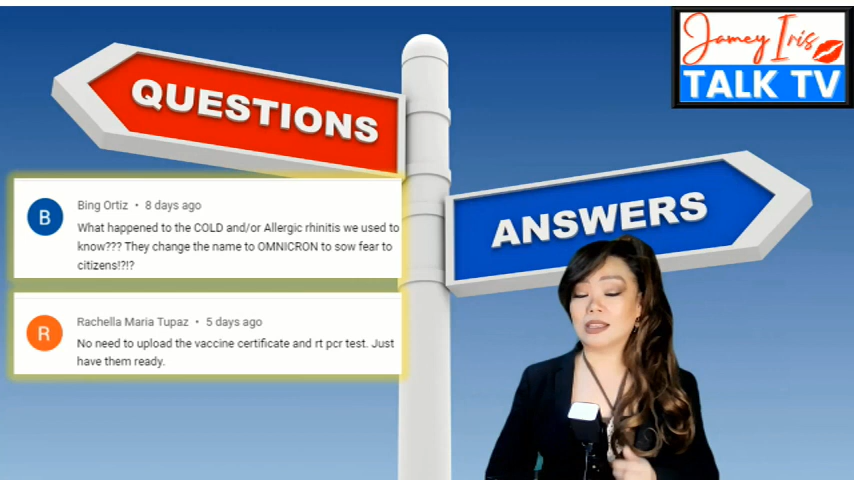 Jamey Iris
TALK TV
QUESTIONS
ANSWERS
B
Bing Ortiz • 8 days ago
What happened to the COLD and/or Allergic rhinitis we used to
know??? They change the name to OMNICRON to sow fear to
citizens!?!?
R
Rachella Maria Tupaz • 5 days ago
No need to upload the vaccine certificate and rt pcr test. Just
have them ready.